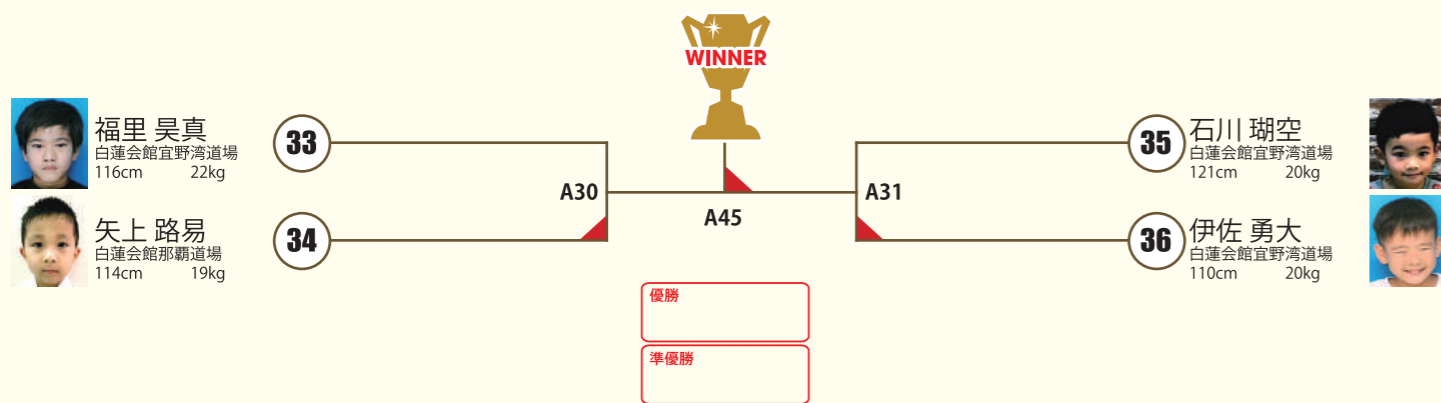 WINNER
福里 昊真
白蓮会館宜野湾道場
116cm 22kg
33
矢上 路易
白蓮会館那覇道場
114cm 19kg
34
A30
A45
A31
35
石川 瑚空
白蓮会館宜野湾道場
121cm 20kg
36
伊佐 勇大
白蓮会館宜野湾道場
110cm 20kg
優勝
準優勝